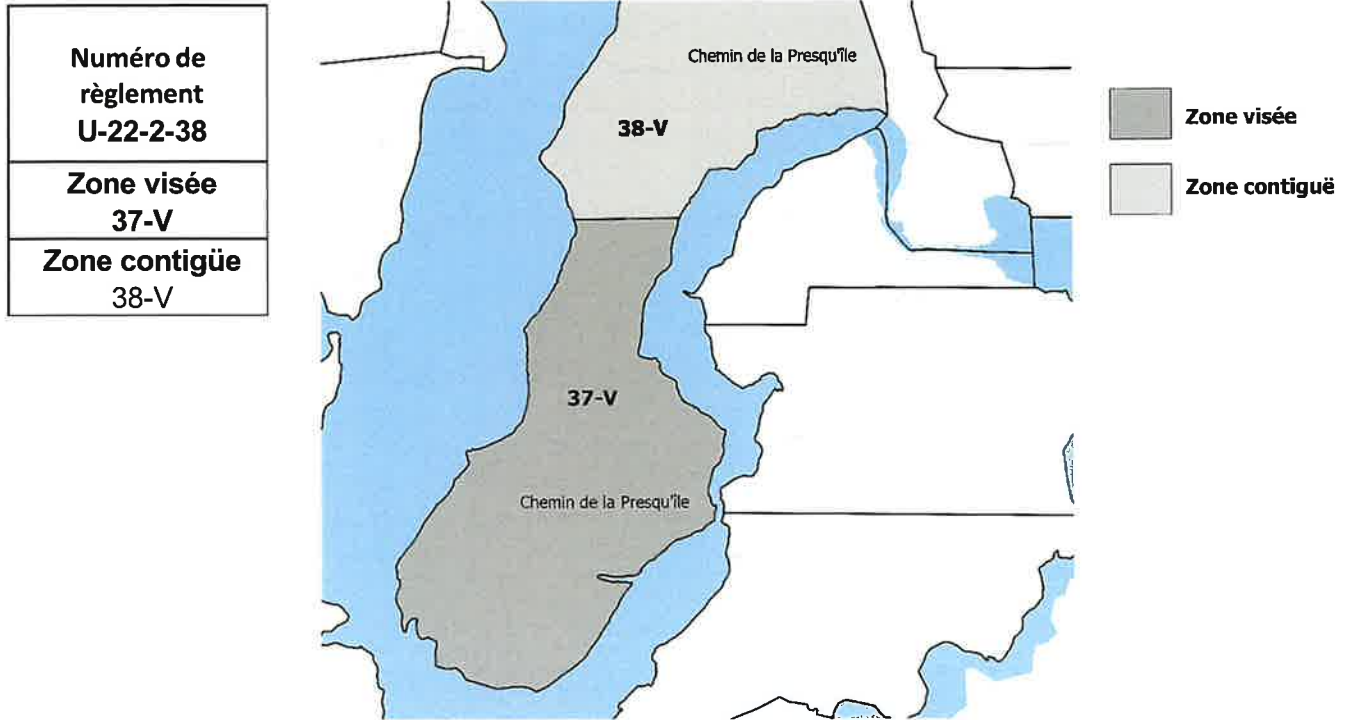 Numéro de
règlement
U-22-2-38
Zone visée
37-V
Zone contigüe
38-V
Chemin de la Presqu'île
38-V
37-V
Chemin de la Presqu'île
Zone visée
Zone contiguë